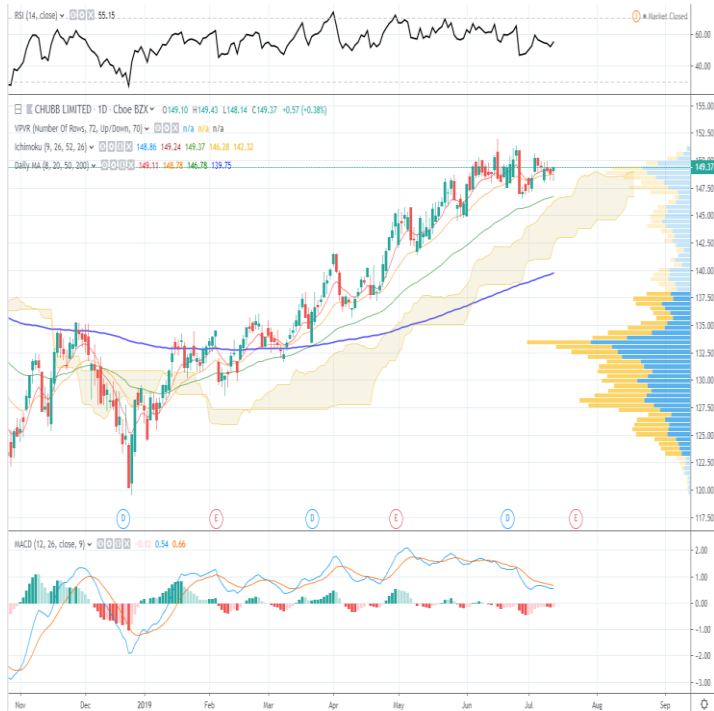 RSI (14, close) 55.15
Market Closed
60.00
40.00
CHUBB LIMITED · 1D · Cboe BZX O149.10 H149.43 L148.14 C149.37 +0.57 (+0.38%)
VPVR (Number Of Rows, 72, Up/Down, 70) n/a n/a n/a
Ichimoku (9, 26, 52, 26) 148.86 149.24 149.37 146.28 142.32
Daily MA (8, 20, 50, 200) 149.11 148.78 146.78 139.75
155.00
152.50
150.00
149.37
147.50
145.00
142.50
140.00
137.50
135.00
132.50
130.00
127.50
125.00
122.50
120.00
117.50
D E D E D E
MACD (12, 26, close, 9) -0.12 0.54 0.66
2.00
1.00
0.00
-1.00
-2.00
-3.00
Nov Dec 2019 Feb Mar Apr May Jun Jul Aug Sep